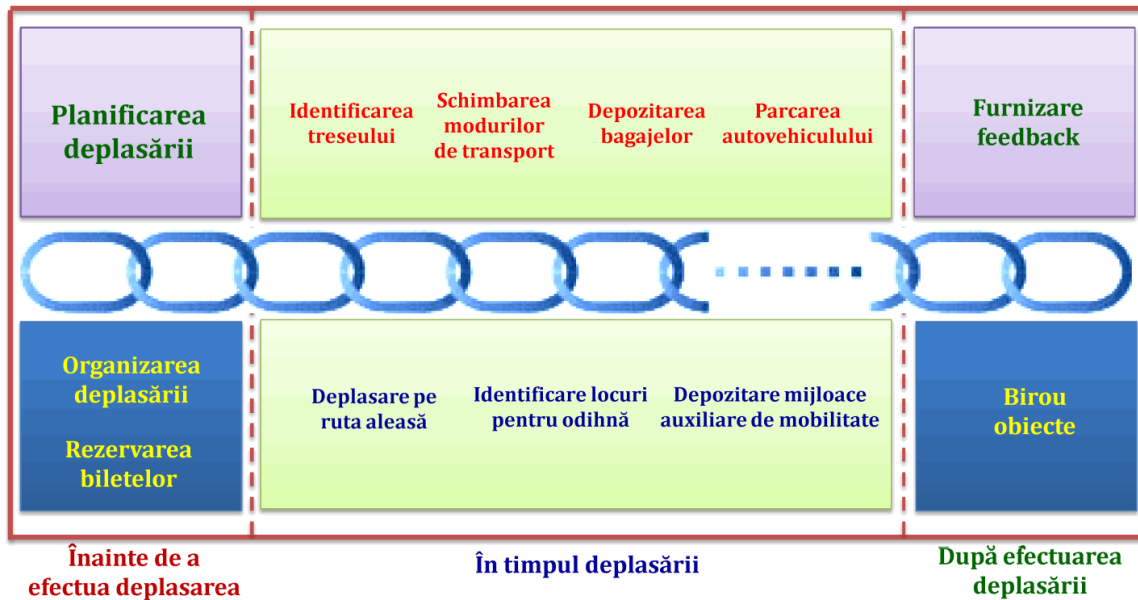 Planificarea
deplasării
Identificarea
treseului
Schimbarea
modurilor
de transport
Depozitarea
bagajelor
Parcarea
autovehiculului
Furnizare
feedback
Organizarea
deplasării
Rezervarea
biletelor
Deplasare pe
ruta aleasă
Identificare locuri
pentru odihnă
Depozitare mijloace
auxiliare de mobilitate
Birou
obiecte
Înainte de a
efectua deplasarea
În timpul deplasării
După efectuarea
deplasării